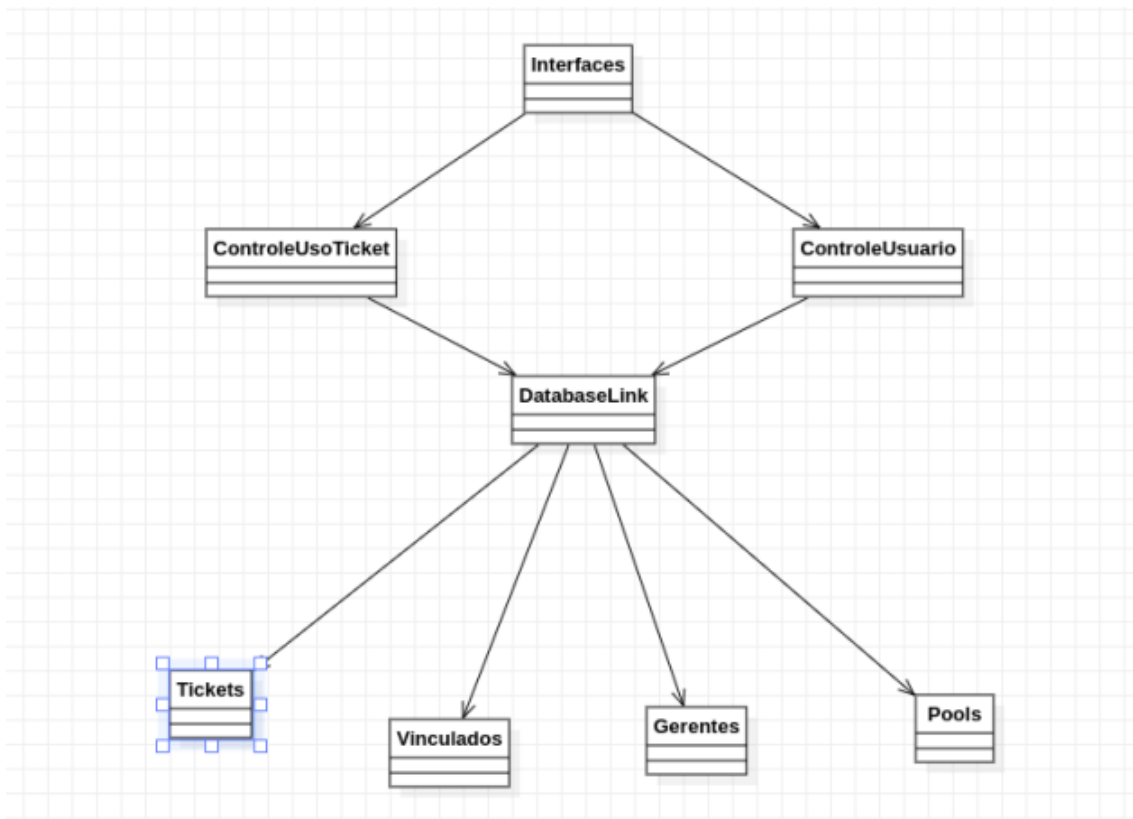 Interfaces
ControleUsoTicket
ControleUsuario
DatabaseLink
Tickets
Vinculados
Gerentes
Pools